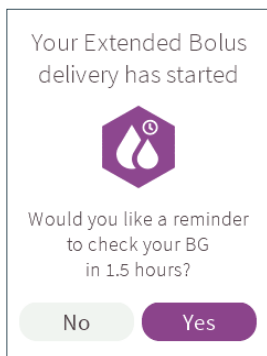 Your Extended Bolus
delivery has started
Would you like a reminder
to check your BG
in 1.5 hours?
No
Yes